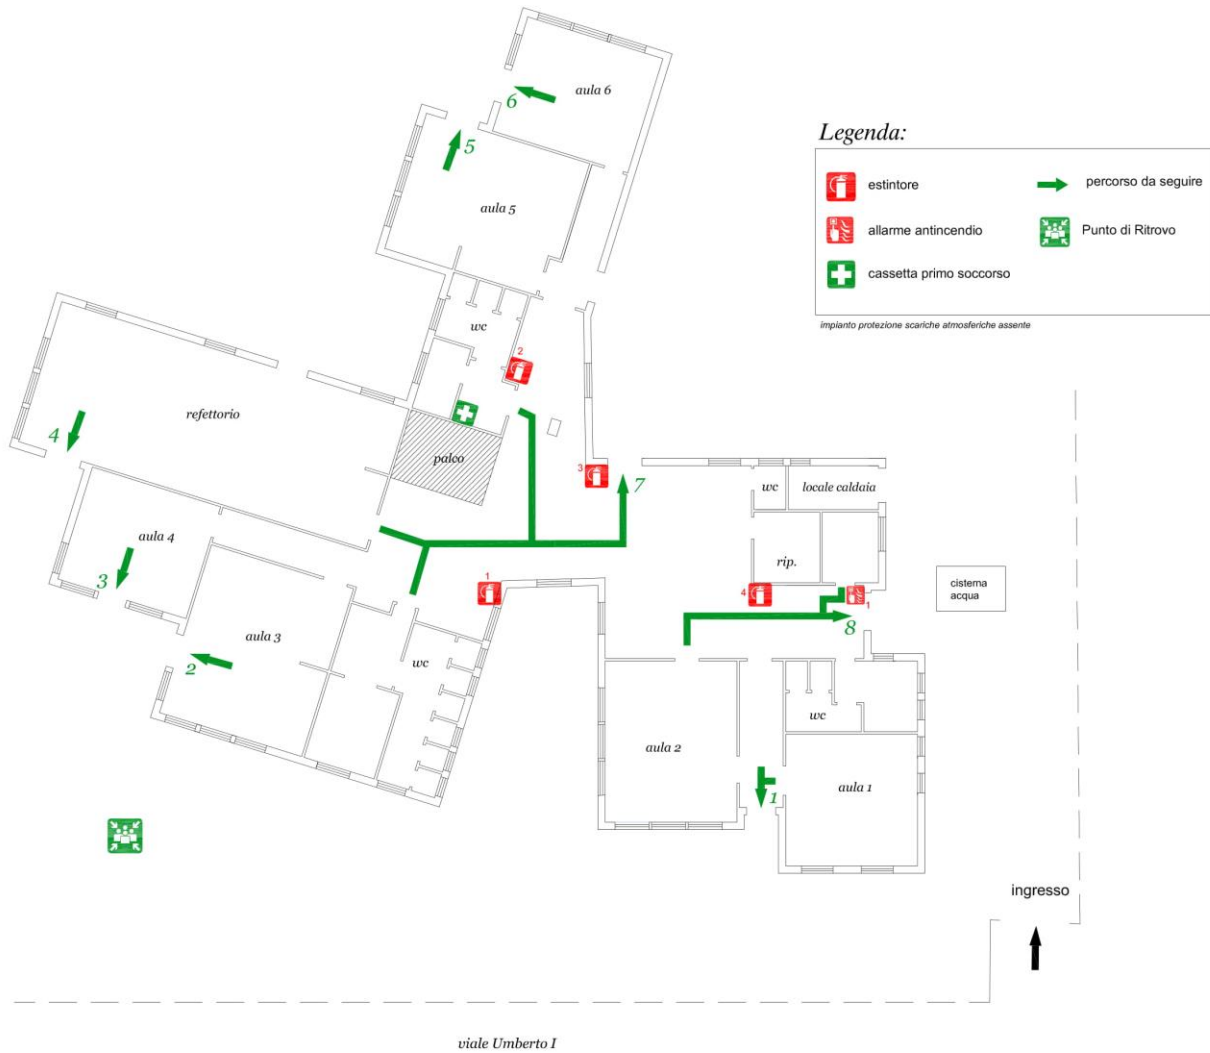 aula 6
6
5
aula 5
Legenda:
estintore
percorso da seguire
allarme antincendio
Punto di Ritrovo
cassetta primo soccorso
impianto protezione scariche atmosferiche assente
wc
2
refettorio
4
palco
3
7
wc
locale caldaia
aula 4
3
rip.
1
4
1
8
cisterna
acqua
aula 3
2
wc
wc
aula 2
aula 1
1
ingresso
viale Umberto I